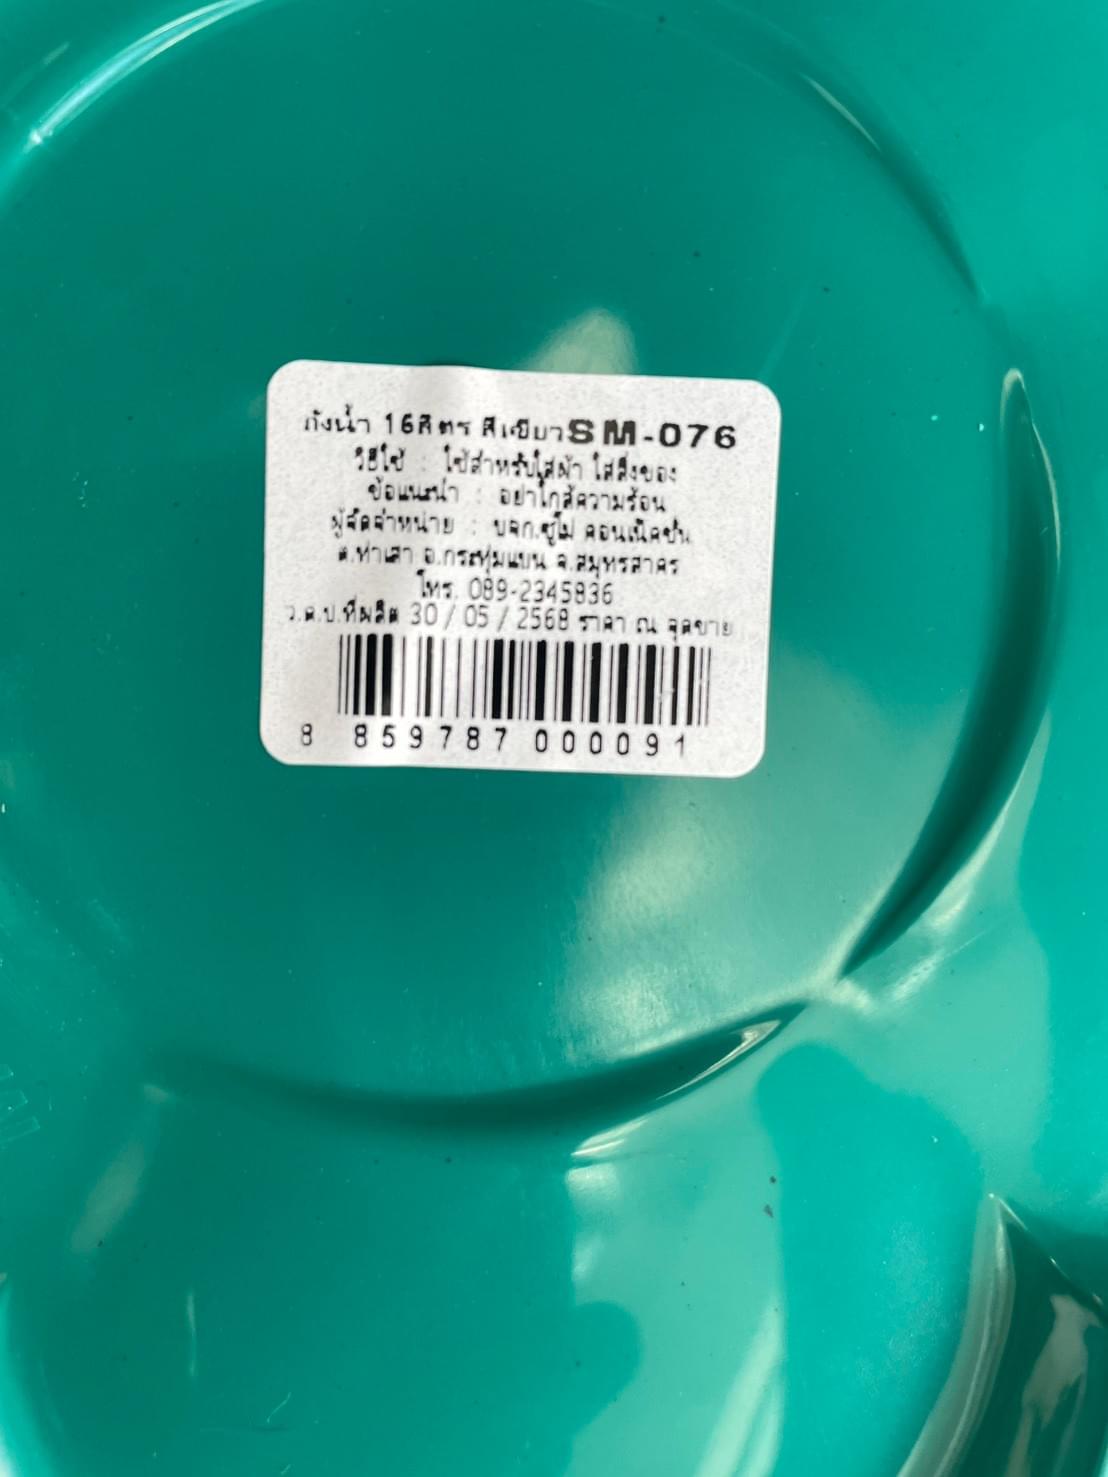 ถังน้ำ 16ลิตร สีเขียวSM-076
วิธีใช้ : ใช้สำหรับใส่ผ้า ใส่สิ่งของ
ข้อแนะนำ : อย่าใกล้ความร้อน
ผู้จัดจำหน่าย : บจก.ซูโม่ คอนเน็คชั่น
ต.ท่าเสา อ.กระทุ่มแบน จ.สมุทรสาคร
โทร. 089-2345836
ว.ด.ป.ที่ผลิต 30 / 05 / 2568 ราคา ณ จุดขาย
8 859787 000091